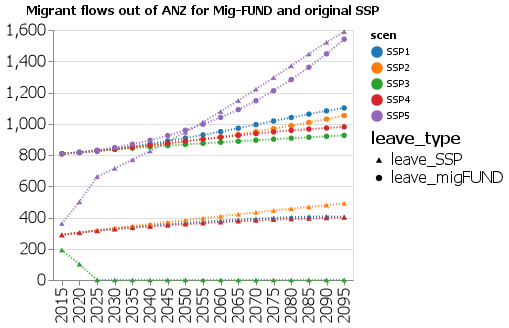 Migrant flows out of ANZ for Mig-FUND and original SSP
1,600
1,400
1,200
1,000
800
600
400
200
0
2015
2020
2025
2030
2035
2040
2045
2050
2055
2060
2065
2070
2075
2080
2085
2090
2095
scen
SSP1
SSP2
SSP3
SSP4
SSP5
leave_type
leave_SSP
leave_migFUND